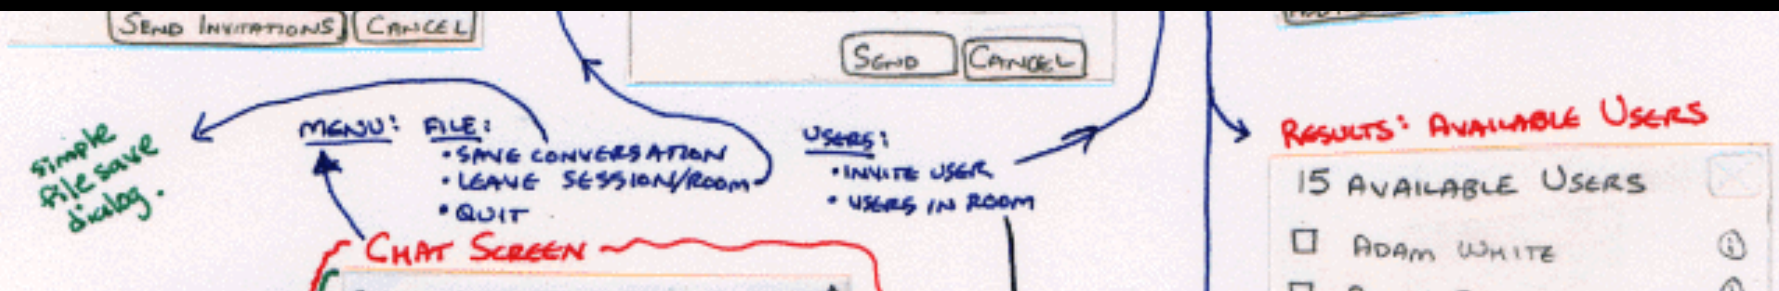 SEND INVITATIONS CANCEL
SEND CANCEL
simple
file save
dialog.
MENU: FILE:
• SAVE CONVERSATION
• LEAVE SESSION/ROOM
• QUIT
USERS:
• INVITE USER
• USERS IN ROOM
CHAT SCREEN
RESULTS: AVAILABLE USERS
15 AVAILABLE USERS
ADAM WHITE